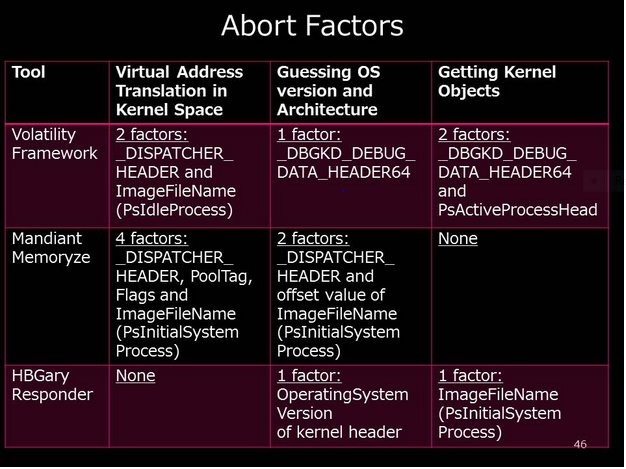 Abort Factors
Tool
Virtual Address
Translation in
Kernel Space
Guessing OS
version and
Architecture
Getting Kernel
Objects
Volatility
Framework
2 factors:
_DISPATCHER_
HEADER and
ImageFileName
(PsIdleProcess)
1 factor:
_DBGKD_DEBUG_
DATA_HEADER64
2 factors:
_DBGKD_DEBUG_
DATA_HEADER64
and
PsActiveProcessHead
Mandiant
Memoryze
4 factors:
_DISPATCHER_
HEADER, PoolTag,
Flags and
ImageFileName
(PsInitialSystem
Process)
2 factors:
_DISPATCHER_
HEADER and
offset value of
ImageFileName
(PsInitialSystem
Process)
None
HBGary
Responder
None
1 factor:
OperatingSystem
Version
of kernel header
1 factor:
ImageFileName
(PsInitialSystem
Process)
46